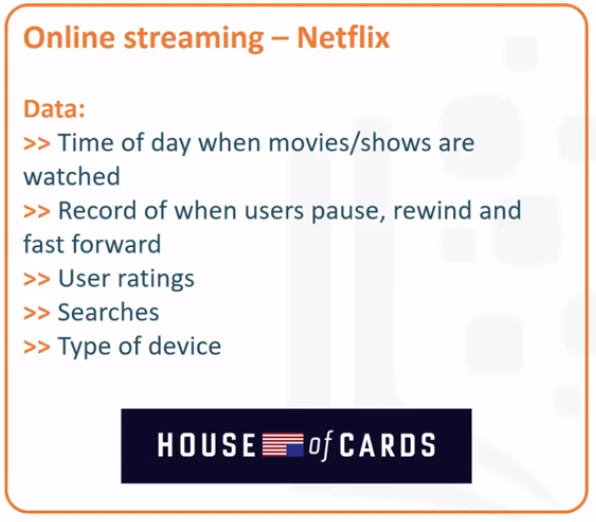 Online streaming – Netflix
Data:
>> Time of day when movies/shows are
watched
>> Record of when users pause, rewind and
fast forward
>> User ratings
>> Searches
>> Type of device
HOUSE of CARDS